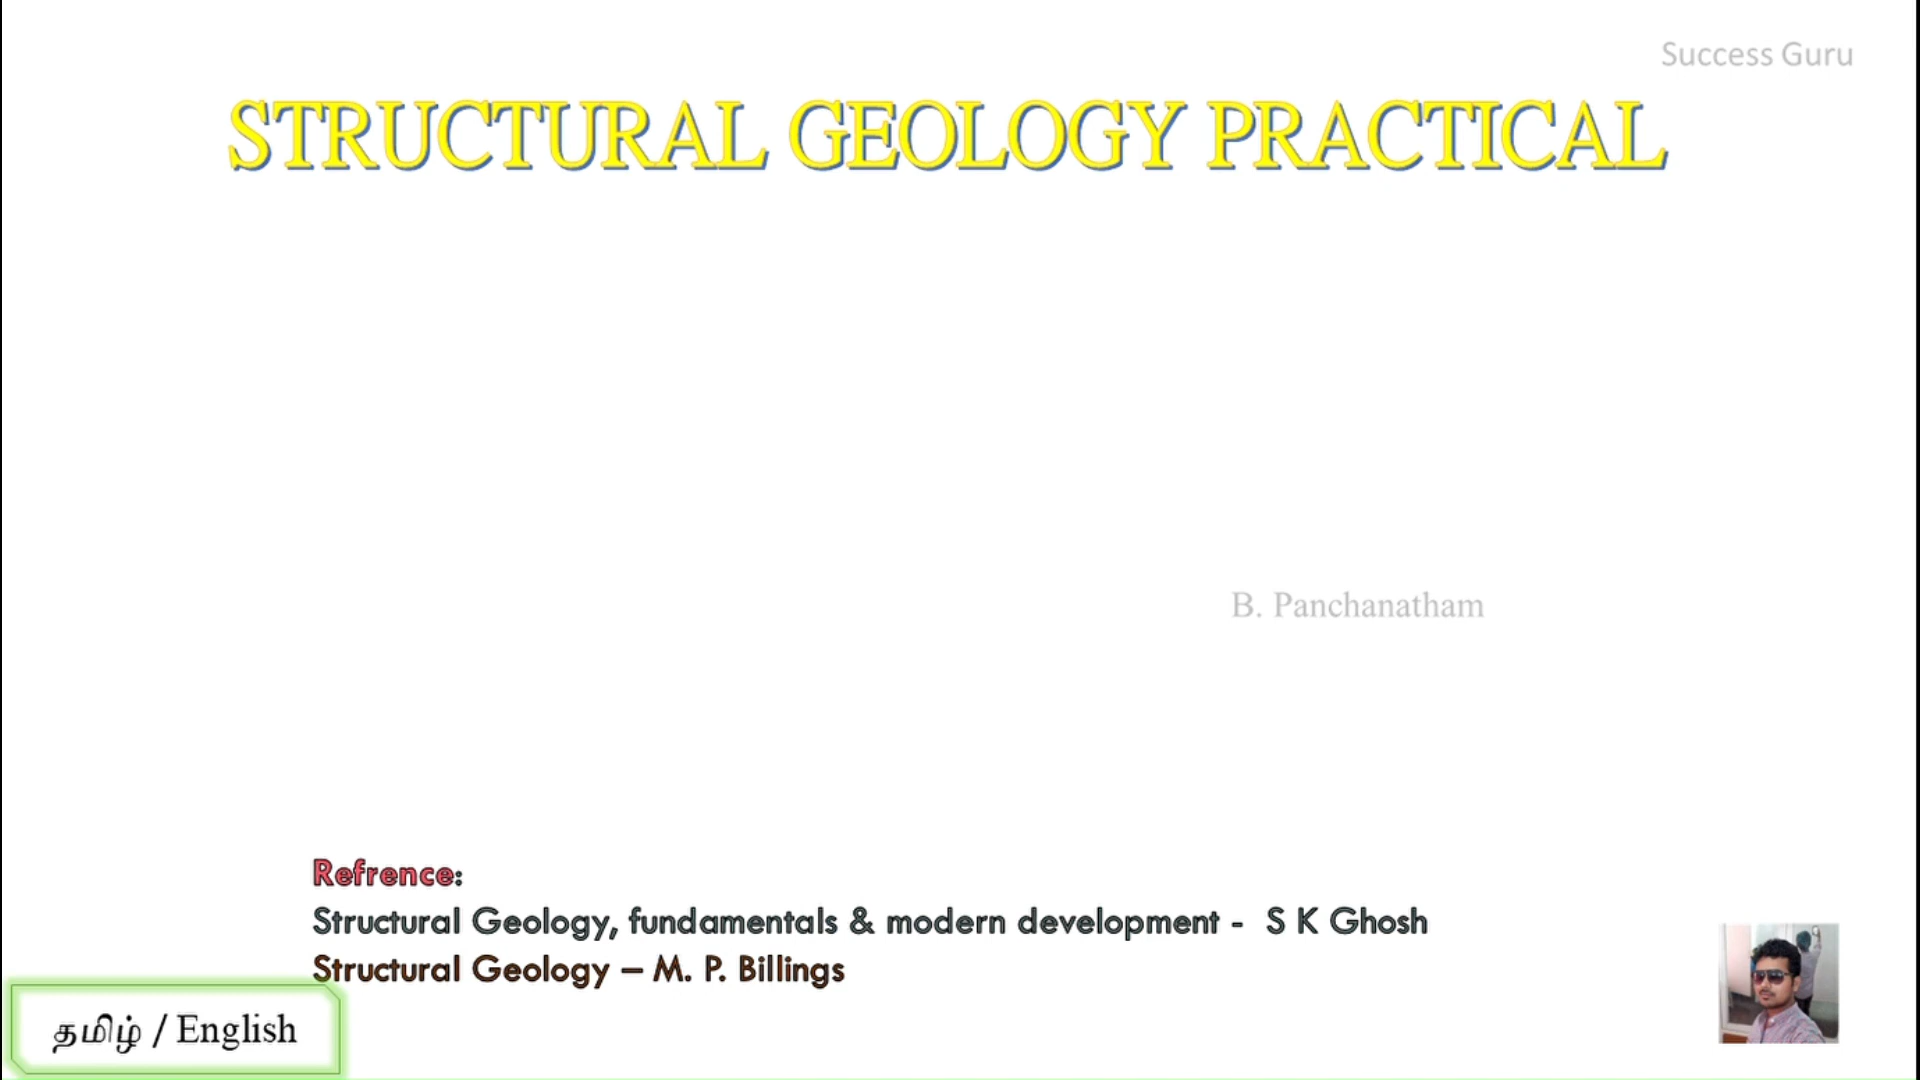 Success Guru
STRUCTURAL GEOLOGY PRACTICAL
B. Panchanatham
Refrence:
Structural Geology, fundamentals & modern development - S K Ghosh
Structural Geology – M. P. Billings
தமிழ் / English